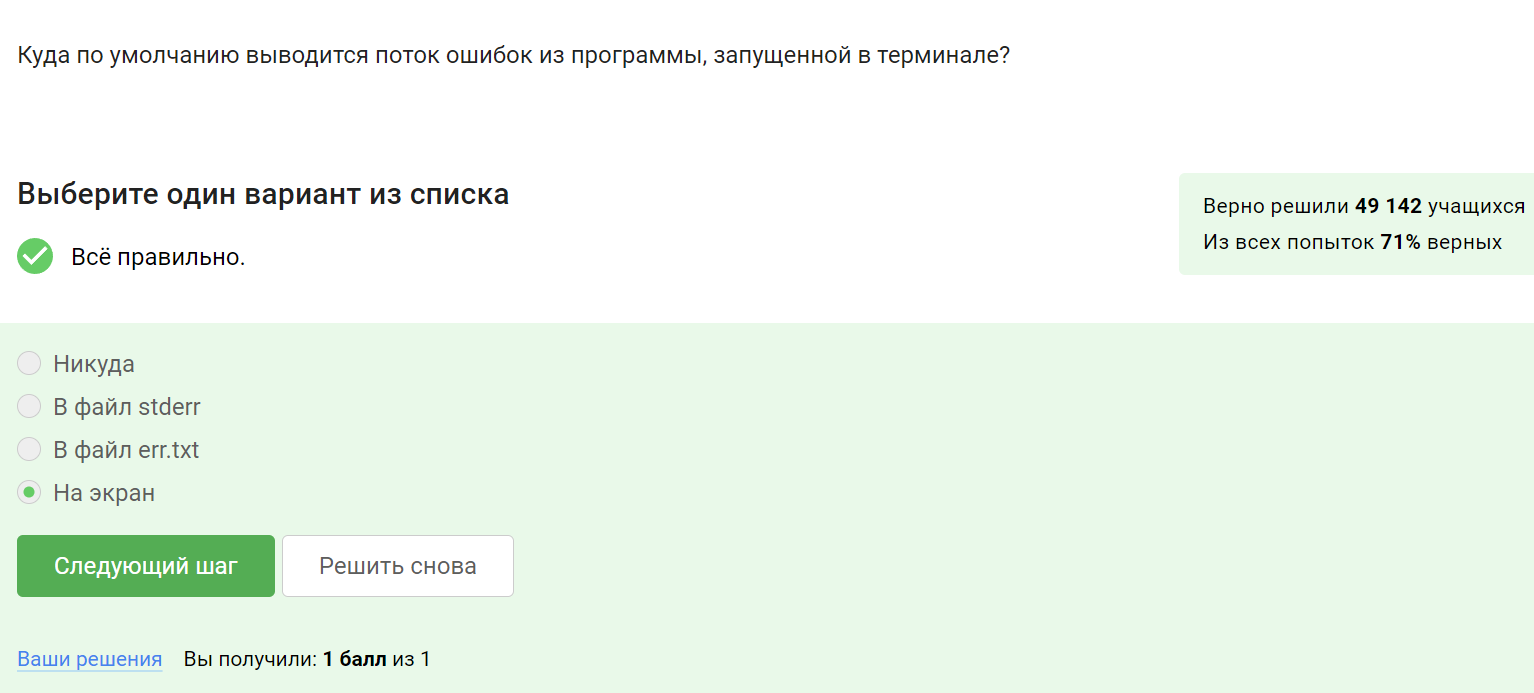 Куда по умолчанию выводится поток ошибок из программы, запущенной в терминале?
Выберите один вариант из списка
Верно решили 49 142 учащихся
Из всех попыток 71% верных
Всё правильно.
Никуда
В файл stderr
В файл err.txt
На экран
Следующий шаг
Решить снова
Ваши решения Вы получили: 1 балл из 1